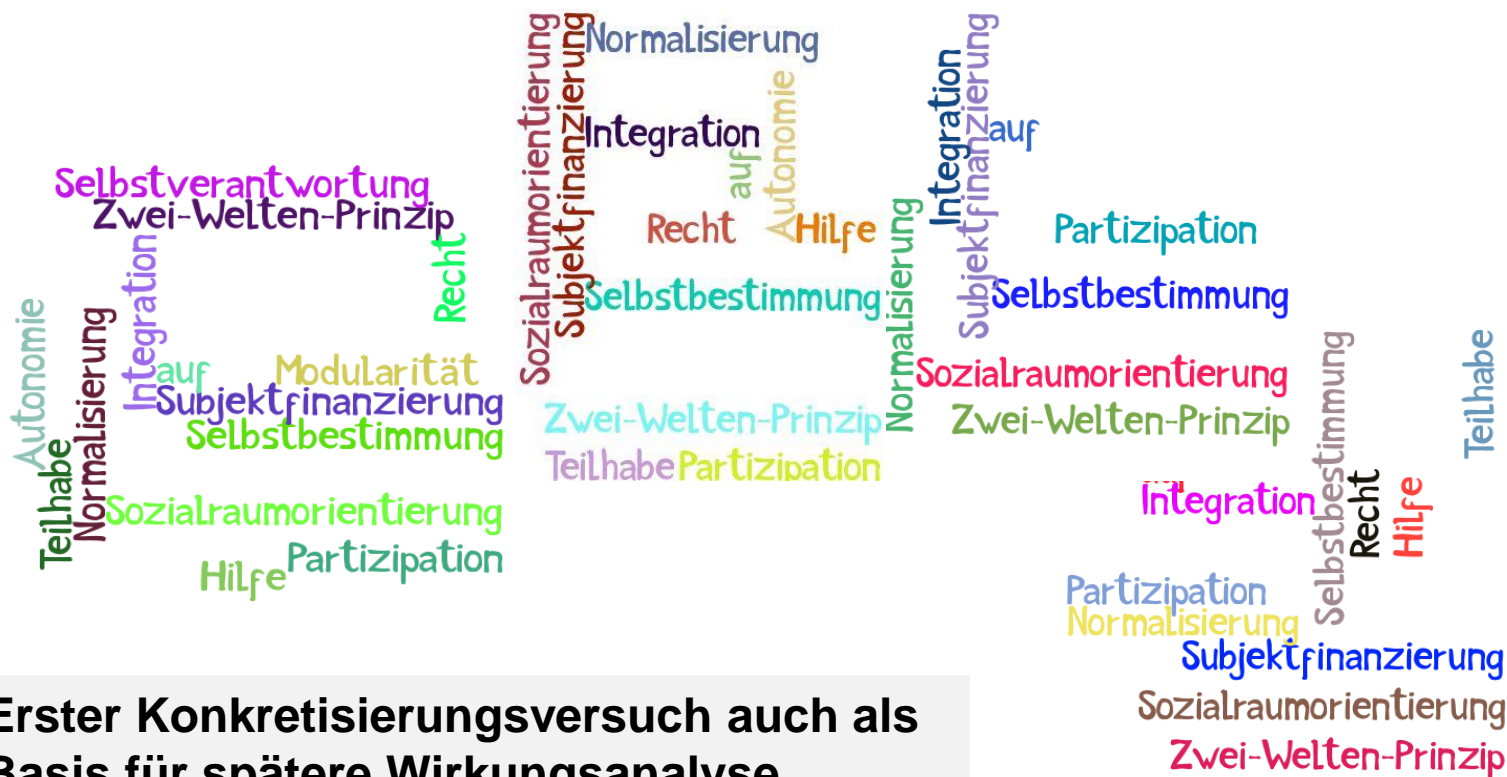 Sozialraumorientierung
Subjektfinanzierung
Normalisierung
Integration
auf
Autonomie
Recht
Hilfe
Selbstbestimmung
Zwei-Welten-Prinzip
Teilhabe
Partizipation
Selbstverantwortung
Zwei-Welten-Prinzip
Integration
Recht
Autonomie
Normalisierung
Teilhabe
auf
Modularität
Subjektfinanzierung
Selbstbestimmung
Sozialraumorientierung
Hilfe
Partizipation
Integration
Subjektfinanzierung
auf
Normalisierung
Partizipation
Selbstbestimmung
Sozialraumorientierung
Zwei-Welten-Prinzip
Teilhabe
Selbstbestimmung
Integration
Recht
Hilfe
Partizipation
Normalisierung
Subjektfinanzierung
Sozialraumorientierung
Zwei-Welten-Prinzip
Erster Konkretisierungsversuch auch als
Basis für spätere Wirkungsanalyse